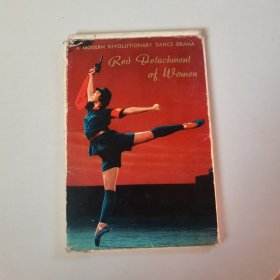 A MODERN REVOLUTIONARY DANCE DRAMA
Red Detachment
of Women